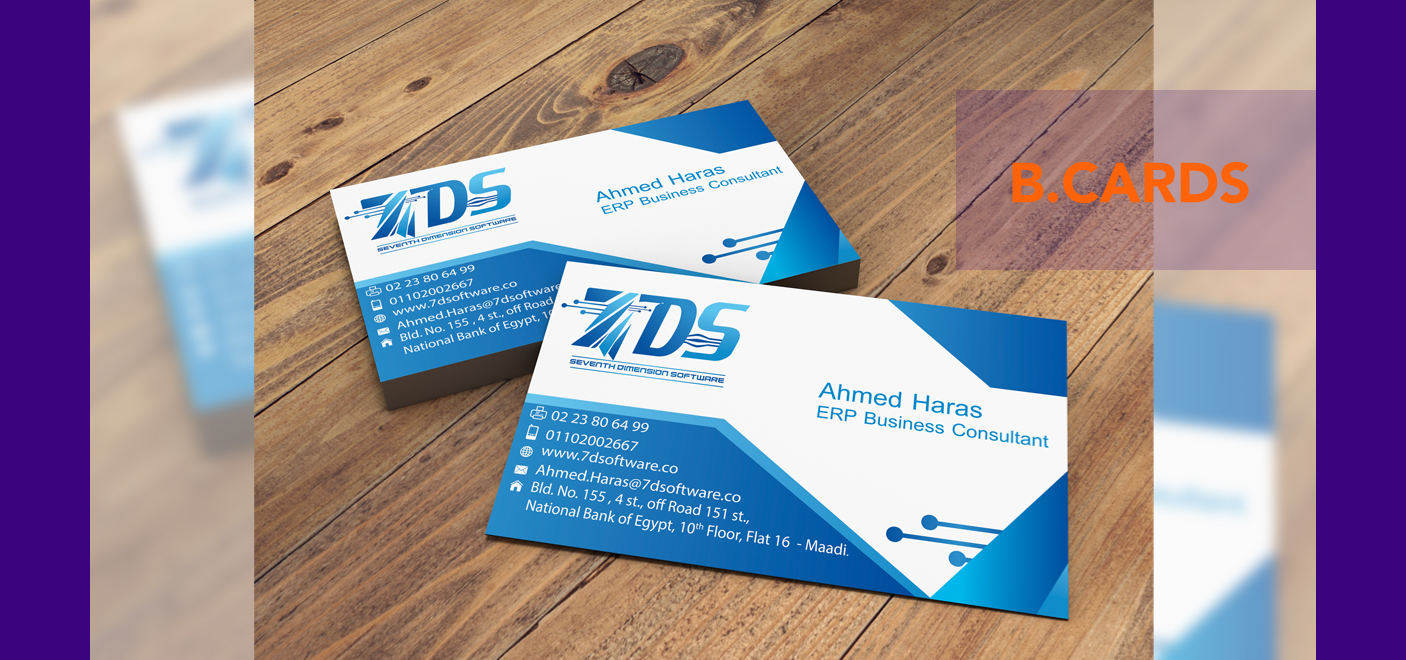 7DS
SEVENTH DIMENSION SOFTWARE
Ahmed Haras
ERP Business Consultant
02 23 80 64 99
01102002667
www.7dsoftware.co
Ahmed.Haras@7dsoftware
Bld. No. 155 , 4 st., off Road
National Bank of Egypt,
B.CARDS
7DS
SEVENTH DIMENSION SOFTWARE
Ahmed Haras
ERP Business Consultant
02 23 80 64 99
01102002667
www.7dsoftware.co
Ahmed.Haras@7dsoftware.co
Bld. No. 155 , 4 st., off Road 151 st.,
National Bank of Egypt, 10th Floor, Flat 16 - Maadi.